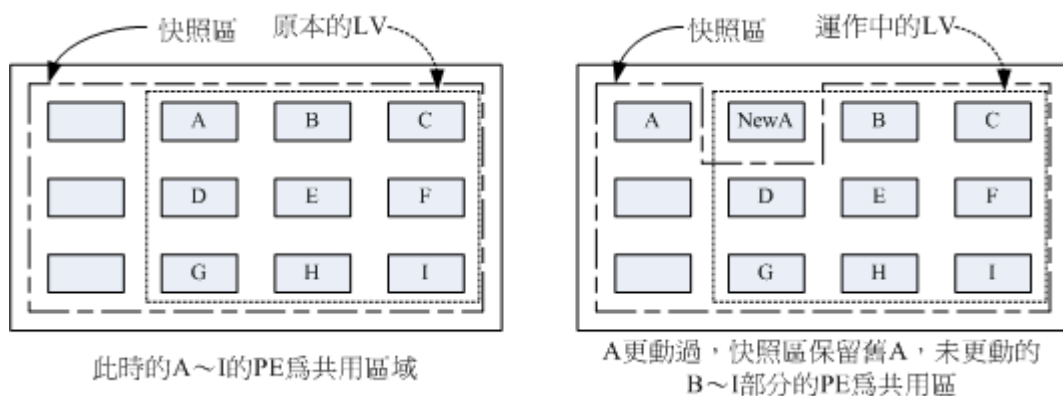 快照區 原本的LV
A B C
D E F
G H I
此時的A～I的PE爲共用區域
快照區 運作中的LV
A NewA B C
D E F
G H I
A更動過，快照區保留舊A，未更動的
B～I部分的PE爲共用區